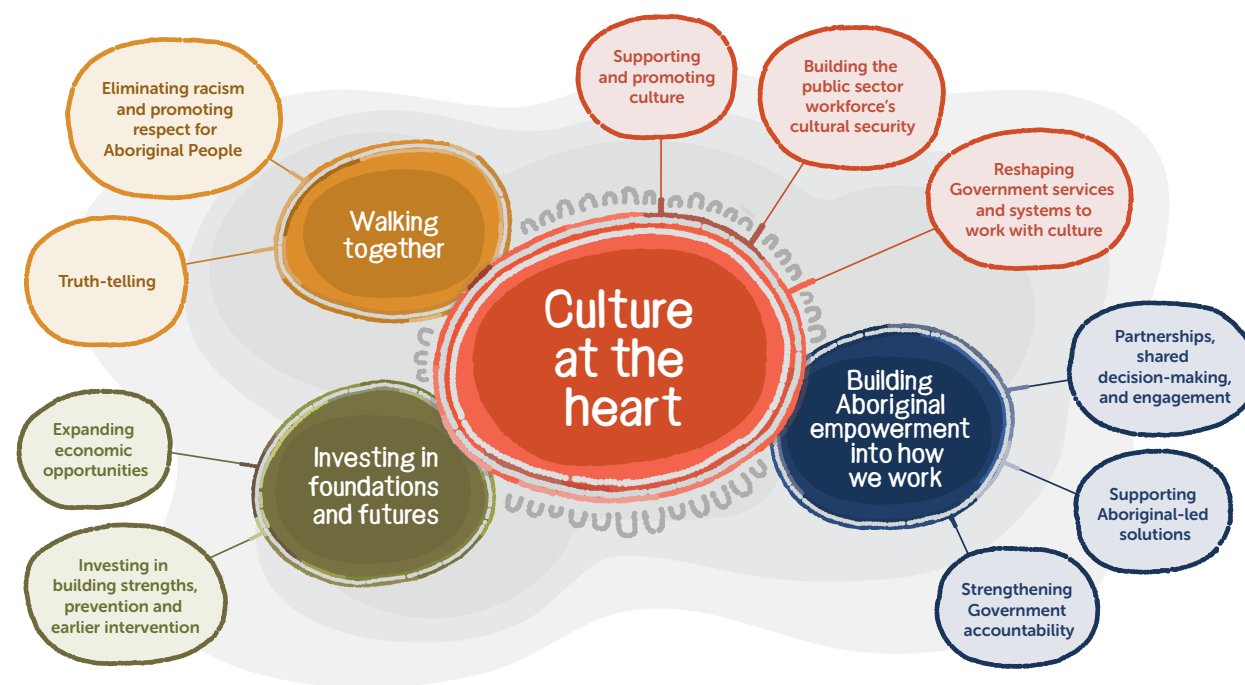 Eliminating racism
and promoting
respect for
Aboriginal People
Truth-telling
Walking
together
Supporting
and promoting
culture
Building the
public sector
workforce's
cultural security
Reshaping
Government services
and systems to
work with culture
Culture
at the
heart
Building
Aboriginal
empowerment
into how
we work
Partnerships,
shared
decision-making,
and engagement
Supporting
Aboriginal-led
solutions
Strengthening
Government
accountability
Investing in
foundations
and futures
Expanding
economic
opportunities
Investing in
building strengths,
prevention and
earlier intervention